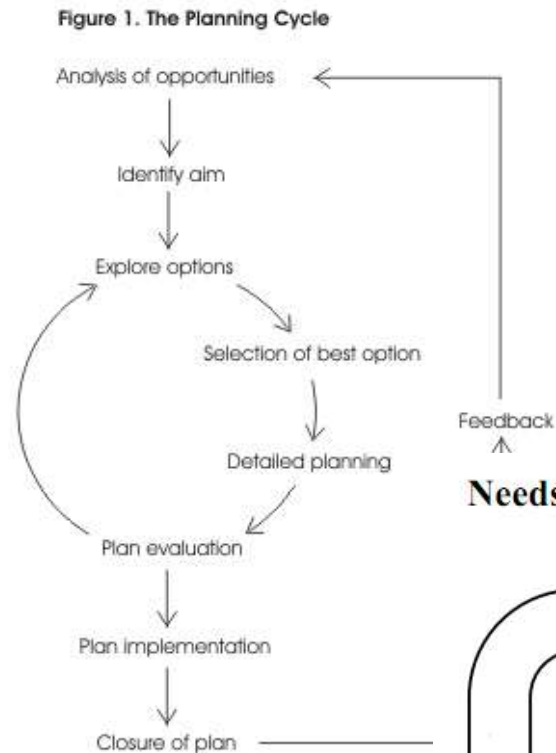 Figure 1. The Planning Cycle
Analysis of opportunities
Identify aim
Explore options
Selection of best option
Feedback
Detailed planning
Needs
Plan evaluation
Plan implementation
Closure of plan